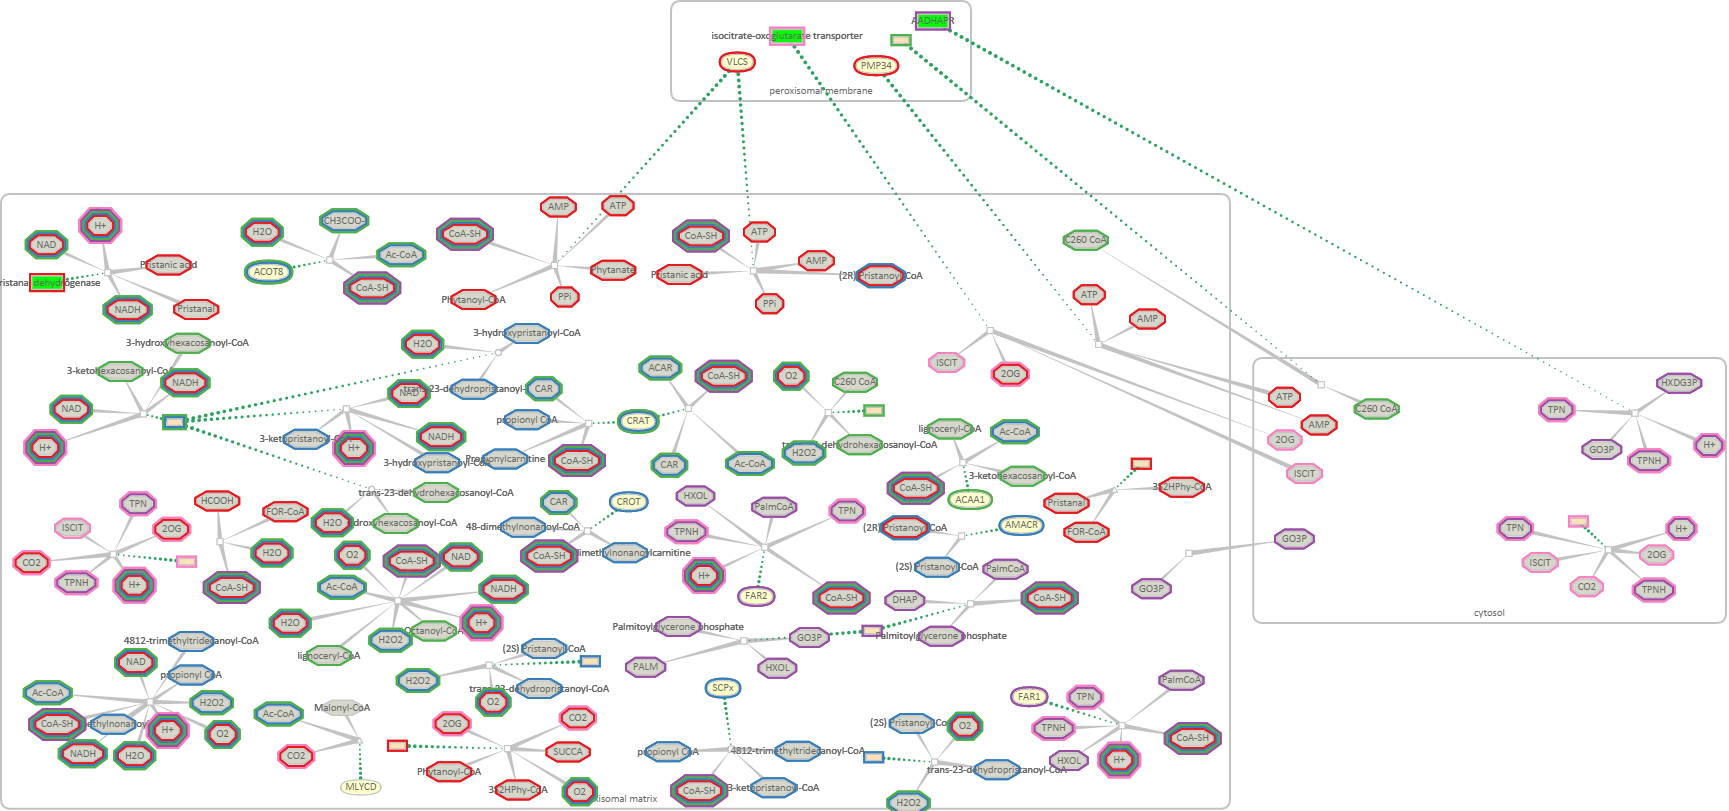 AADHAPR
isocitrate-oxoglutarate transporter
VLCS
PMP34
peroxisomal membrane
H+
NAD
Pristanic acid
dehydrogenase
NADH
Pristanal
H2O
CH3COO-
Ac-CoA
ACOT8
CoA-SH
AMP
ATP
CoA-SH
Phytanate
Phytanoyl-CoA
PPi
CoA-SH
ATP
AMP
Pristanic acid
(2R) Pristanoyl-CoA
PPi
C260 CoA
ATP
AMP
ISCIT
2OG
ATP
AMP
2OG
ISCIT
C260 CoA
3-hydroxyhexacosanoyl-CoA
3-ketohexacosanoyl-CoA
NADH
NAD
H+
H2O
3-hydroxypristanoyl-CoA
trans-23-dehydropristanoyl-
NAD
3-ketopristanoyl-CoA
H+
NADH
3-hydroxypristanoyl-CoA
CAR
propionyl CoA
Propionylcarnitine
CoA-SH
CRAT
ACAR
CoA-SH
CAR
Ac-CoA
O2
C260 CoA
H2O2
trans-23-dehydrohexacosanoyl-CoA
lignoceryl-CoA
Ac-CoA
3-ketohexacosanoyl-CoA
CoA-SH
ACAA1
Pristanal
3S2HPhy-CoA
FOR-CoA
HXDG3P
TPN
GO3P
TPNH
H+
trans-23-dehydrohexacosanoyl-CoA
H2O
TPN
ISCIT
2OG
CO2
TPNH
H+
HCOOH
FOR-CoA
H2O
CoA-SH
O2
CoA-SH
NAD
Ac-CoA
NADH
H2O
H+
H2O2
Octanoyl-CoA
lignoceryl-CoA
CAR
CROT
48-dimethylnonanoyl-CoA
CoA-SH
dimethylnonanoylcarnitine
HXOL
PalmCoA
TPN
TPNH
H+
FAR2
CoA-SH
(2R) Pristanoyl-CoA
AMACR
(2S) Pristanoyl-CoA
PalmCoA
DHAP
CoA-SH
Palmitoylglycerone phosphate
GO3P
GO3P
TPN
H+
ISCIT
2OG
CO2
TPNH
cytosol
Palmitoylglycerone phosphate
GO3P
PALM
HXOL
4812-trimethyltridecanoyl-CoA
NAD
propionyl CoA
Ac-CoA
H2O2
CoA-SH
H+
O2
NADH
H2O
(2S) Pristanoyl-CoA
H2O2
trans-23-dehydropristanoyl-CoA
O2
Ac-CoA
Malonyl-CoA
CO2
MLYCD
2OG
CO2
SUCCA
Phytanoyl-CoA
3S2HPhy-CoA
O2
SCPx
propionyl CoA
4812-trimethyltridecanoyl-CoA
CoA-SH
3-ketopristanoyl-CoA
(2S) Pristanoyl-CoA
O2
trans-23-dehydropristanoyl-CoA
H2O2
FAR1
TPN
PalmCoA
TPNH
CoA-SH
HXOL
H+